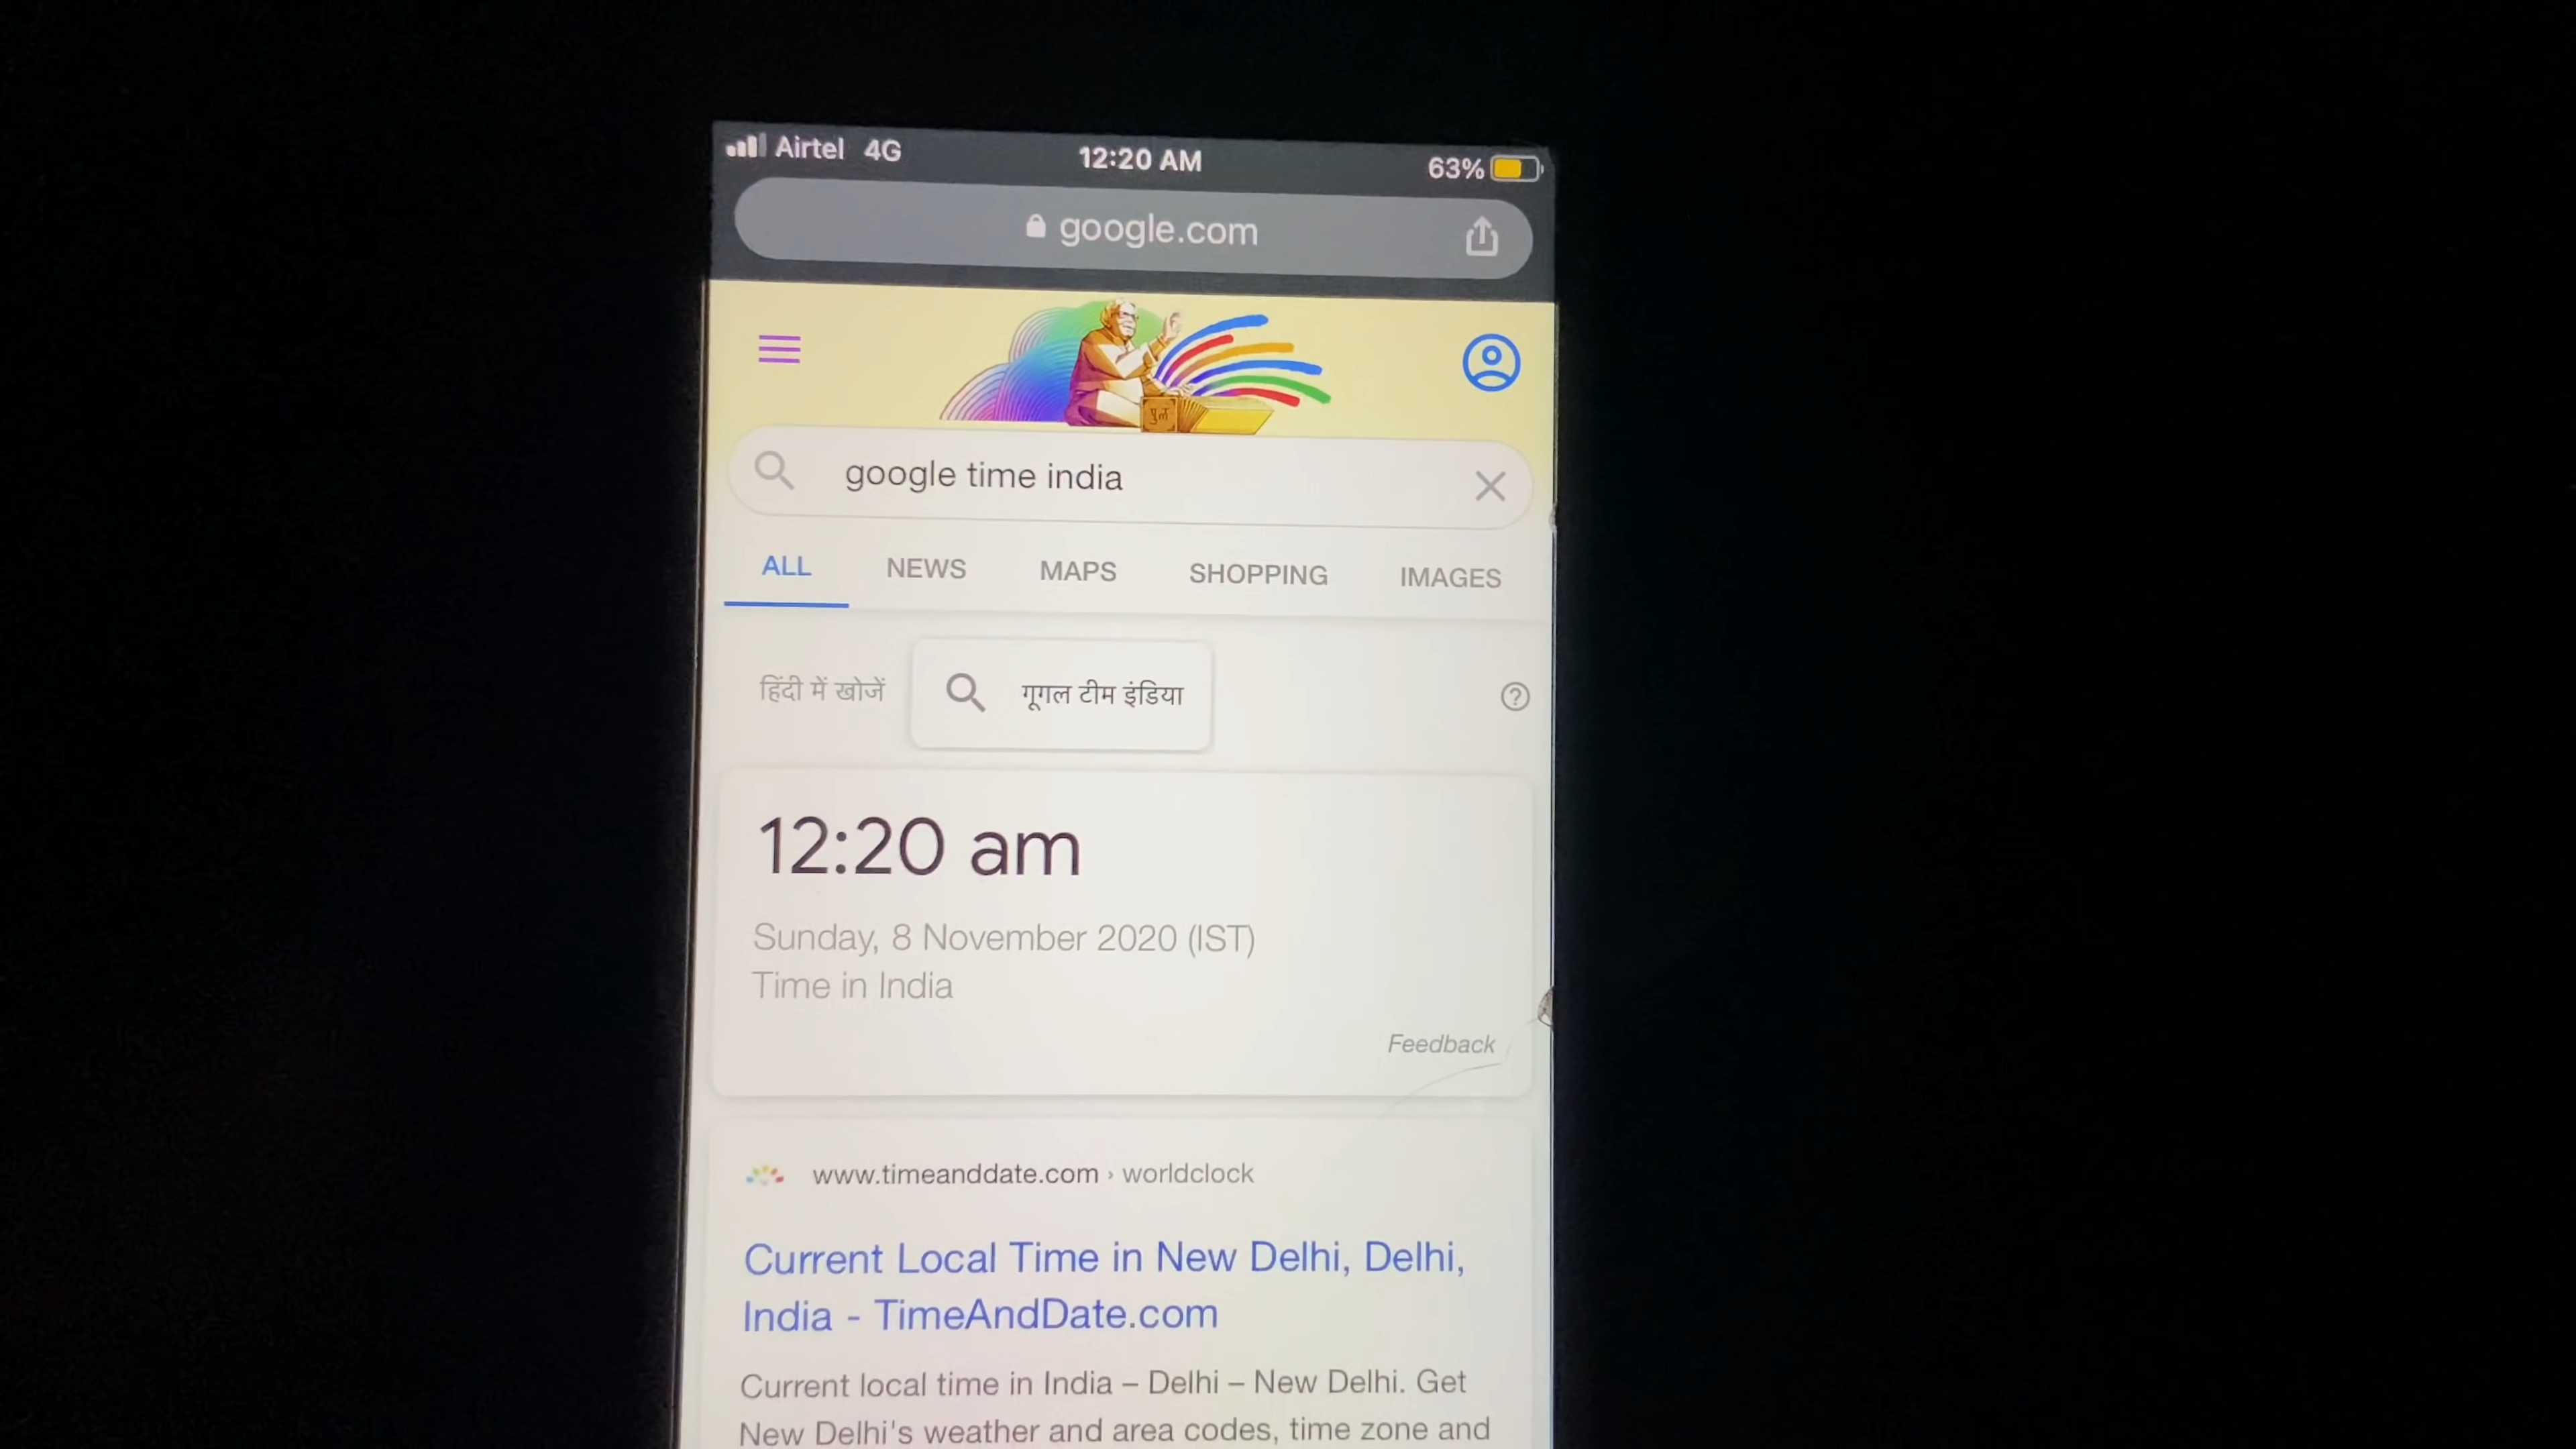 Airtel 4G 12:20 AM 63%
google.com
पुल
google time india
ALL NEWS MAPS SHOPPING IMAGES
हिंदी में खोजें गूगल टीम इंडिया
12:20 am
Sunday, 8 November 2020 (IST)
Time in India
Feedback
www.timeanddate.com › worldclock
Current Local Time in New Delhi, Delhi,
India - TimeAndDate.com
Current local time in India – Delhi – New Delhi. Get
New Delhi's weather and area codes, time zone and